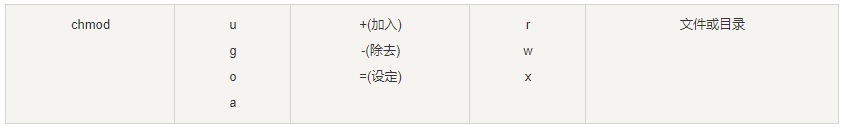 chmod u +(加入) r 文件或目录
g -(除去) w
o =(设定) x
a